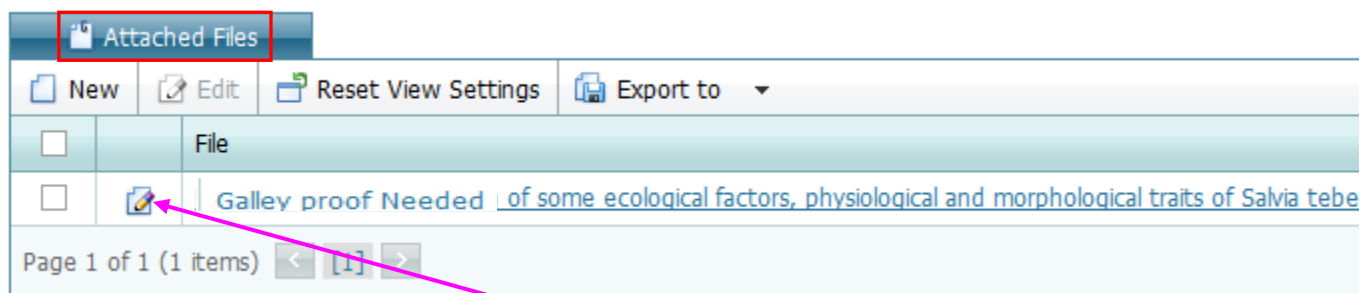 Attached Files
New Edit Reset View Settings Export to
File
Galley proof Needed of some ecological factors, physiological and morphological traits of Salvia tebe
Page 1 of 1 (1 items) < [1] >